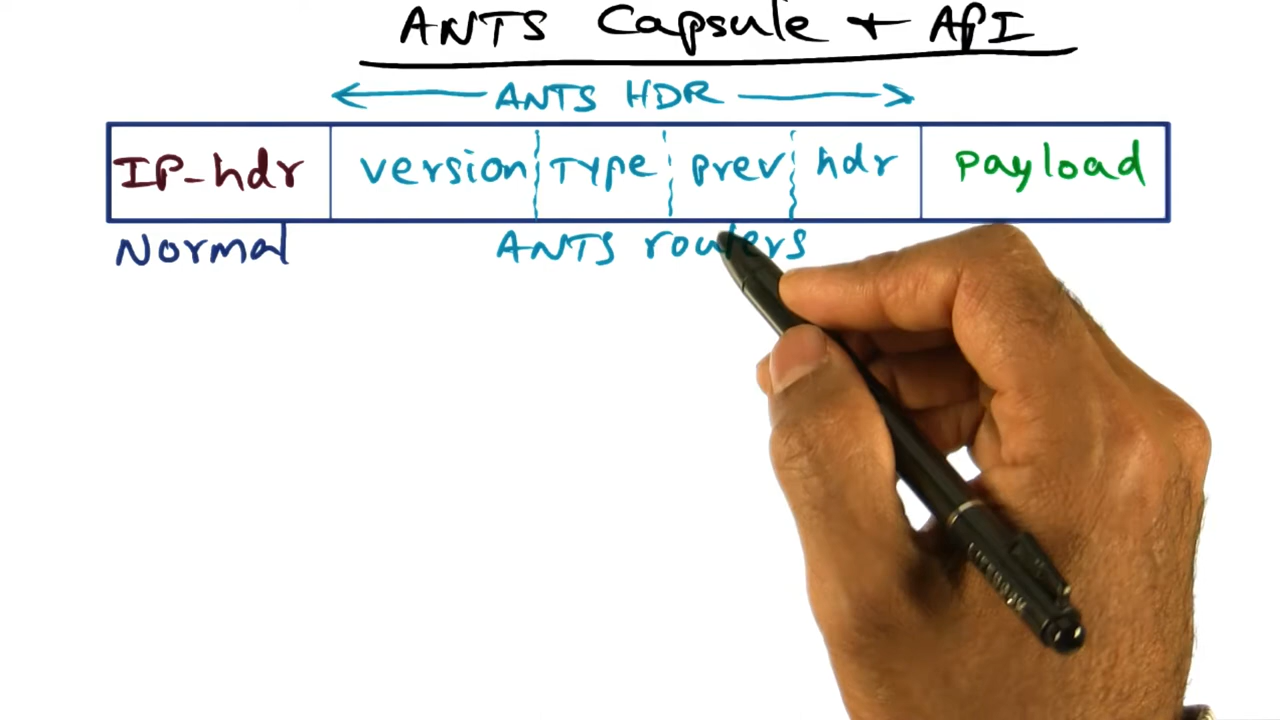 ANTS Capsule + API
ANTS HDR
IP-hdr version Type prev hdr payload
Normal ANTS routers